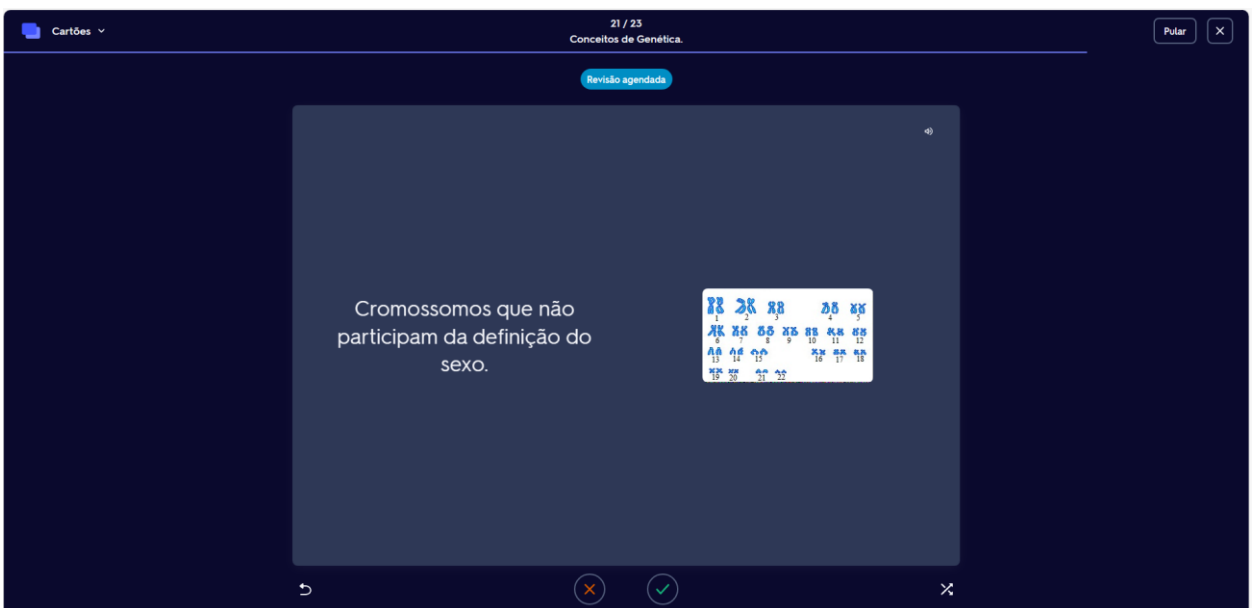 Cartões
21 / 23
Conceitos de Genética.
Pular
Revisão agendada
Cromossomos que não
participam da definição do
sexo.
1 2 3 4 5
6 7 8 9 10 11 12
13 14 15 16 17 18
19 20 21 22